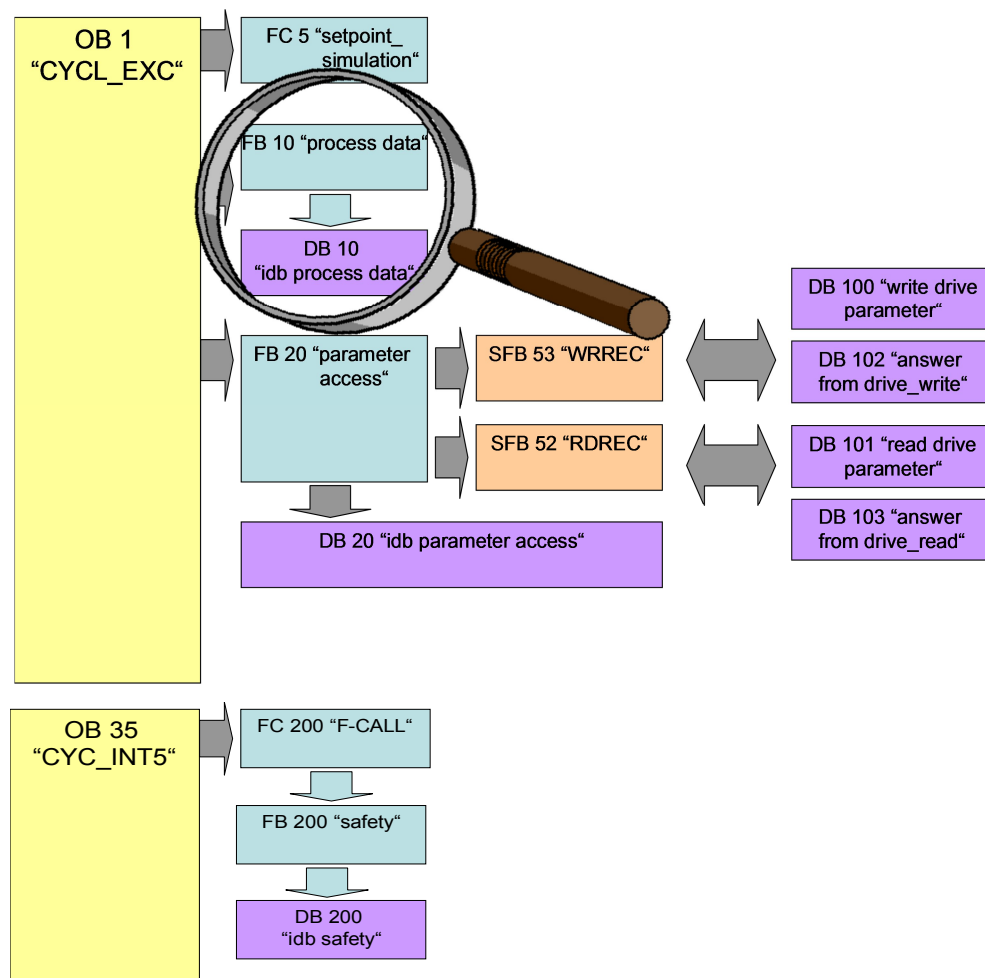 OB 1
“CYCL_EXC“
FC 5 “setpoint_
simulation“
FB 10 “process data“
DB 10
“idb process data“
FB 20 “parameter
access“
SFB 53 “WRREC“
SFB 52 “RDREC“
DB 100 “write drive
parameter“
DB 102 “answer
from drive_write“
DB 101 “read drive
parameter“
DB 103 “answer
from drive_read“
DB 20 “idb parameter access“
OB 35
“CYC_INT5“
FC 200 “F-CALL“
FB 200 “safety“
DB 200
“idb safety“